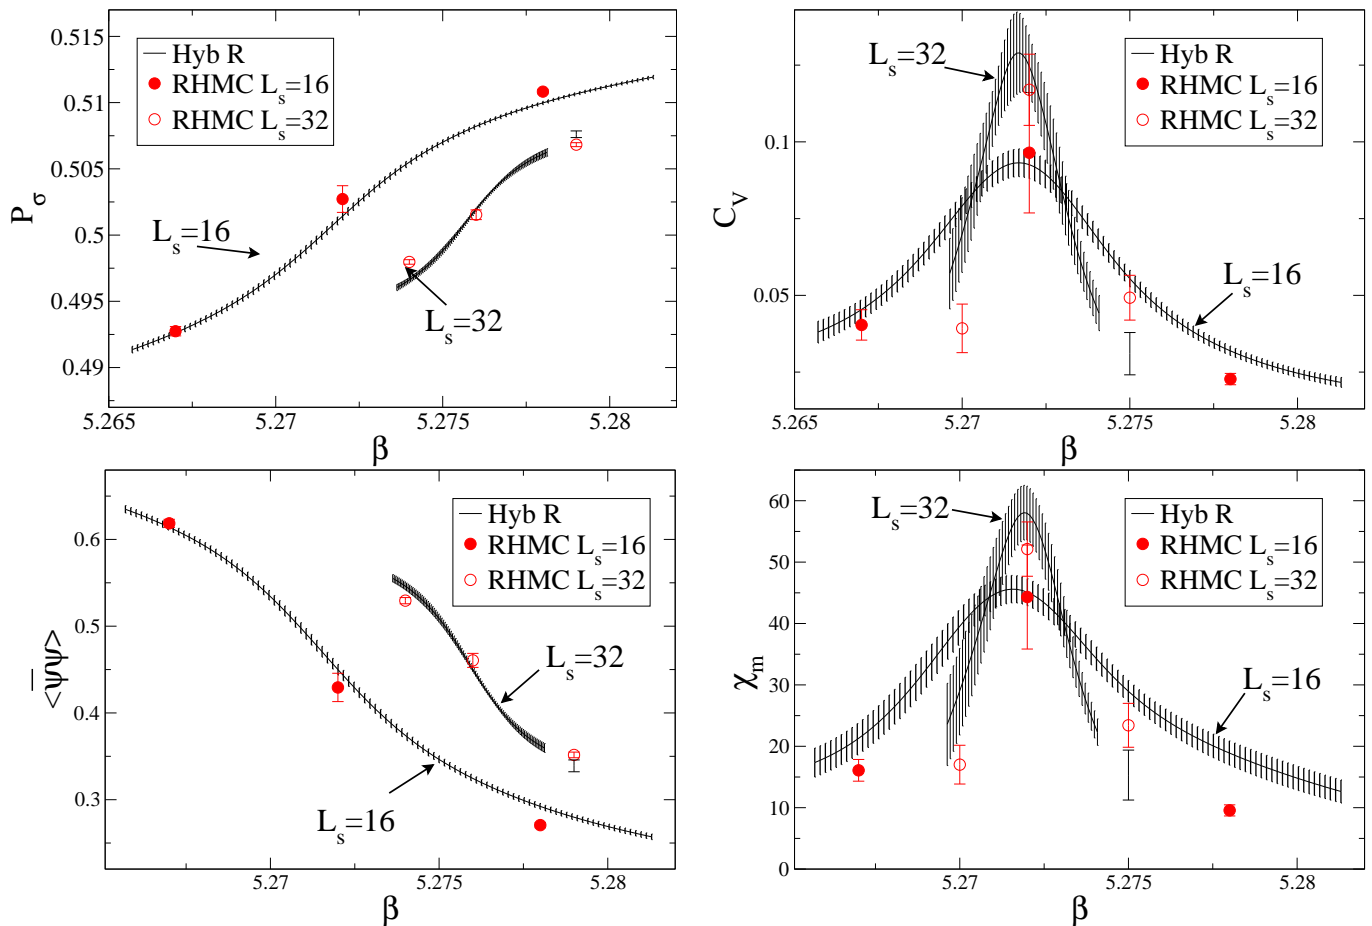 0.515
0.51
0.505
0.5
0.495
0.49
P_σ
Hyb R
RHMC L_s=16
RHMC L_s=32
L_s=16
L_s=32
5.265
5.27
5.275
5.28
β
0.1
0.05
C_V
L_s=32
Hyb R
RHMC L_s=16
RHMC L_s=32
L_s=16
5.265
5.27
5.275
5.28
β
0.6
0.5
0.4
0.3
<ψ̅ψ>
Hyb R
RHMC L_s=16
RHMC L_s=32
L_s=32
L_s=16
5.27
5.275
5.28
β
60
50
40
30
20
10
0
χ_m
L_s=32
Hyb R
RHMC L_s=16
RHMC L_s=32
L_s=16
5.27
5.275
5.28
β